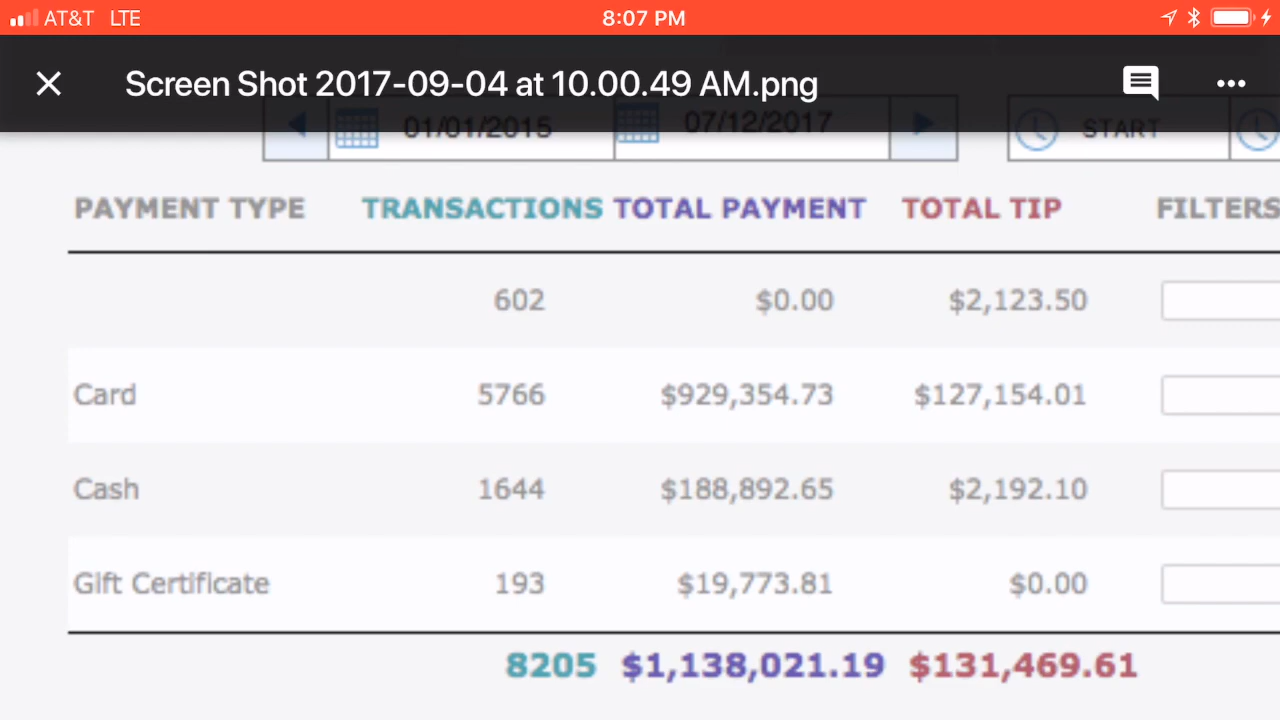 AT&T LTE 8:07 PM
Screen Shot 2017-09-04 at 10.00.49 AM.png
01/01/2015 07/12/2017 START
PAYMENT TYPE TRANSACTIONS TOTAL PAYMENT TOTAL TIP FILTERS
602 $0.00 $2,123.50
Card 5766 $929,354.73 $127,154.01
Cash 1644 $188,892.65 $2,192.10
Gift Certificate 193 $19,773.81 $0.00
8205 $1,138,021.19 $131,469.61